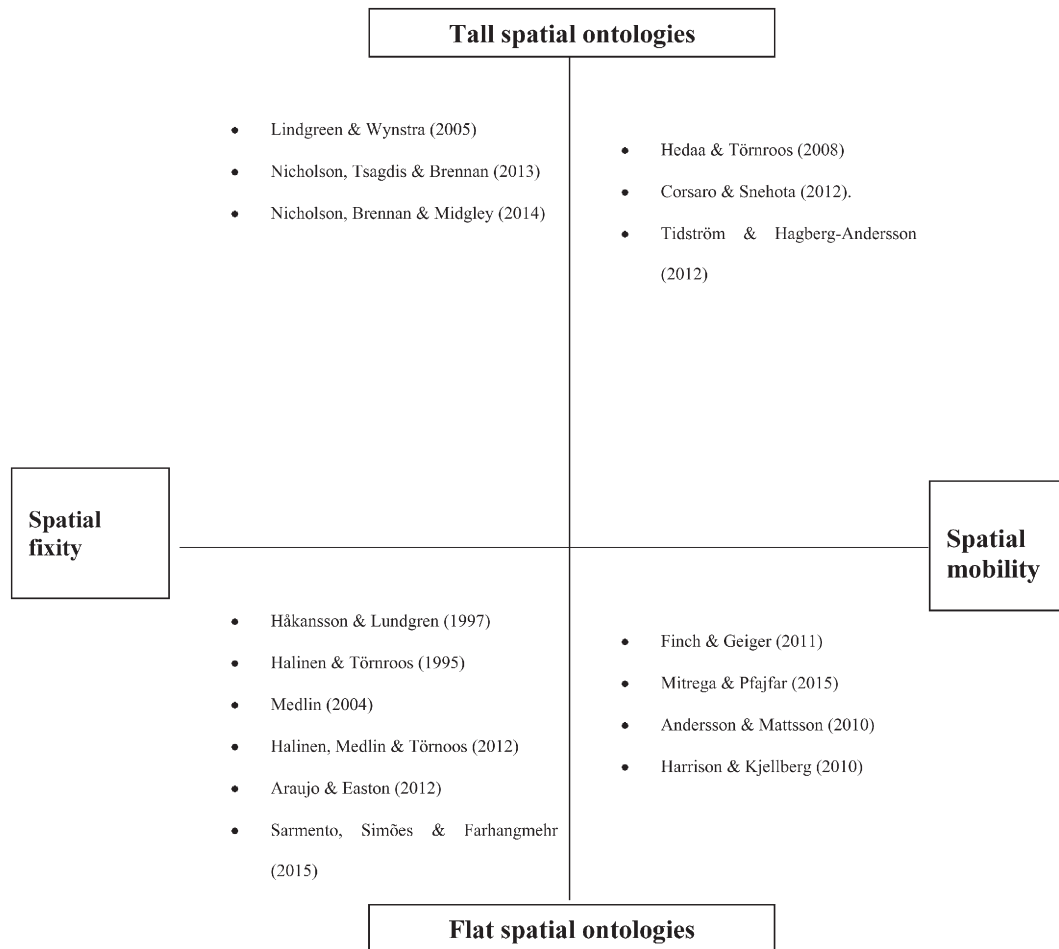 Tall spatial ontologies
Lindgreen & Wynstra (2005)
Nicholson, Tsagdis & Brennan (2013)
Nicholson, Brennan & Midgley (2014)
Hedaa & Törnroos (2008)
Corsaro & Snehota (2012).
Tidström & Hagberg-Andersson
(2012)
Spatial
fixity
Spatial
mobility
Håkansson & Lundgren (1997)
Halinen & Törnroos (1995)
Medlin (2004)
Halinen, Medlin & Törnoos (2012)
Araujo & Easton (2012)
Sarmento, Simões & Farhangmehr
(2015)
Finch & Geiger (2011)
Mitrega & Pfajfar (2015)
Andersson & Mattsson (2010)
Harrison & Kjellberg (2010)
Flat spatial ontologies